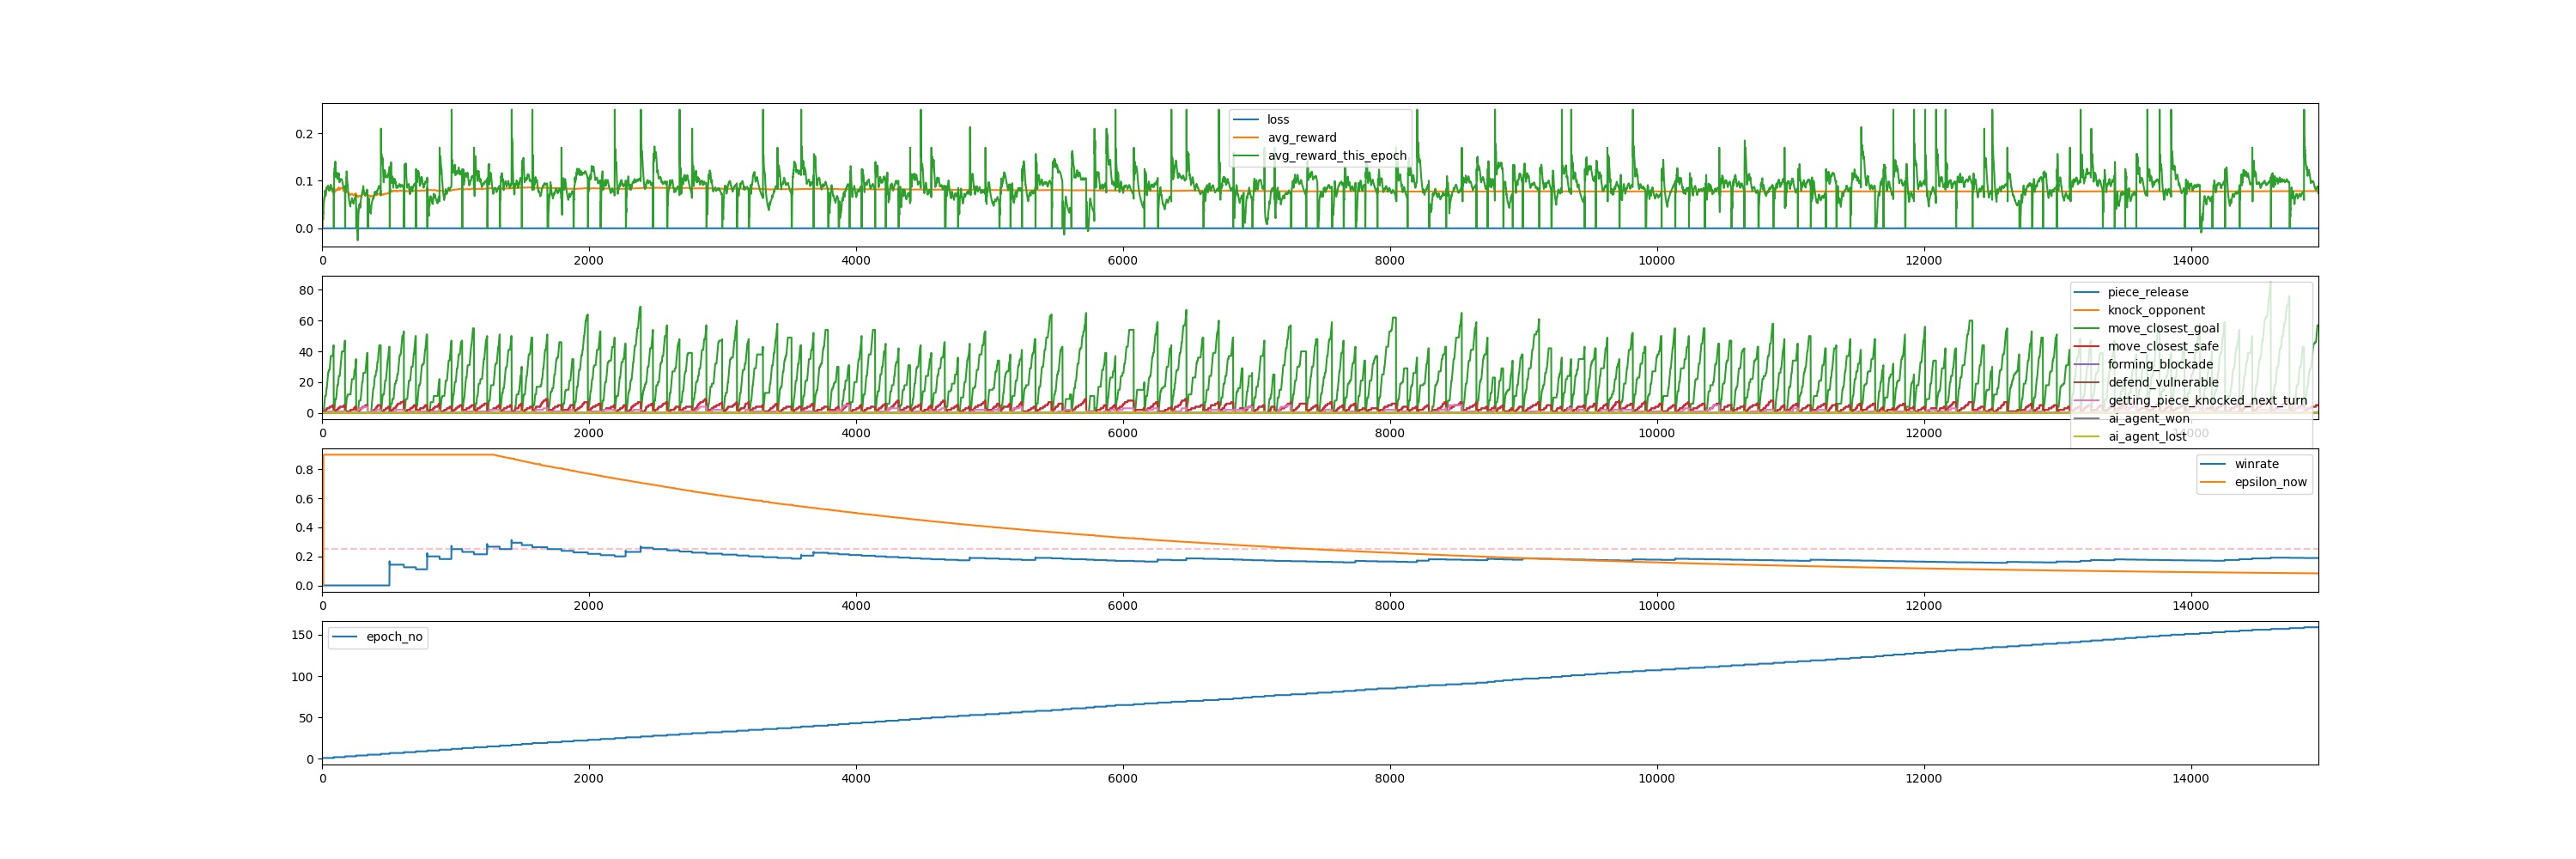 0.2
0.1
0.0
loss
avg_reward
avg_reward_this_epoch
0 2000 4000 6000 8000 10000 12000 14000
80
60
40
20
0
piece_release
knock_opponent
move_closest_goal
move_closest_safe
forming_blockade
defend_vulnerable
getting_piece_knocked_next_turn
ai_agent_won
ai_agent_lost
0 2000 4000 6000 8000 10000 12000 14000
0.8
0.6
0.4
0.2
0.0
winrate
epsilon_now
0 2000 4000 6000 8000 10000 12000 14000
150
100
50
0
epoch_no
0 2000 4000 6000 8000 10000 12000 14000